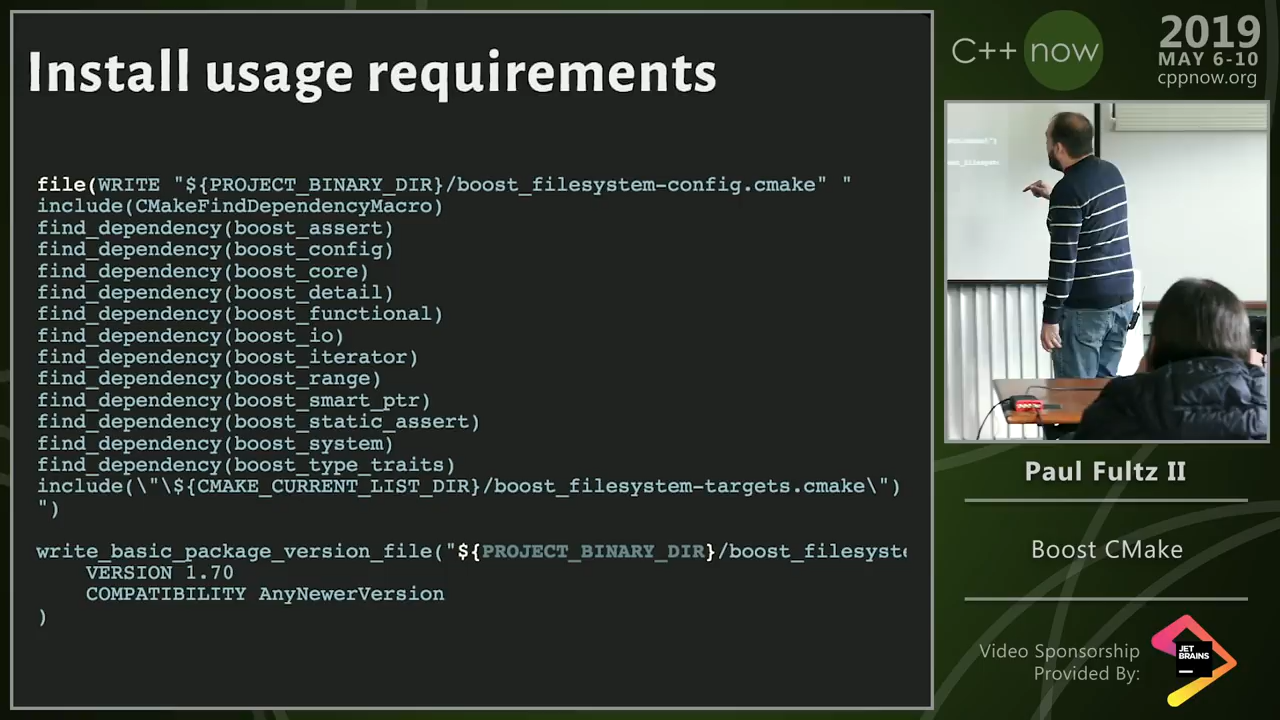 Install usage requirements
file(WRITE "${PROJECT_BINARY_DIR}/boost_filesystem-config.cmake" "
include(CMakeFindDependencyMacro)
find_dependency(boost_assert)
find_dependency(boost_config)
find_dependency(boost_core)
find_dependency(boost_detail)
find_dependency(boost_functional)
find_dependency(boost_io)
find_dependency(boost_iterator)
find_dependency(boost_range)
find_dependency(boost_smart_ptr)
find_dependency(boost_static_assert)
find_dependency(boost_system)
find_dependency(boost_type_traits)
include(\"\${CMAKE_CURRENT_LIST_DIR}/boost_filesystem-targets.cmake\")
")
write_basic_package_version_file("${PROJECT_BINARY_DIR}/boost_filesyste
VERSION 1.70
COMPATIBILITY AnyNewerVersion
)
C++ now
2019
MAY 6-10
cppnow.org
Paul Fultz II
Boost CMake
Video Sponsorship
Provided By:
JET
BRAINS